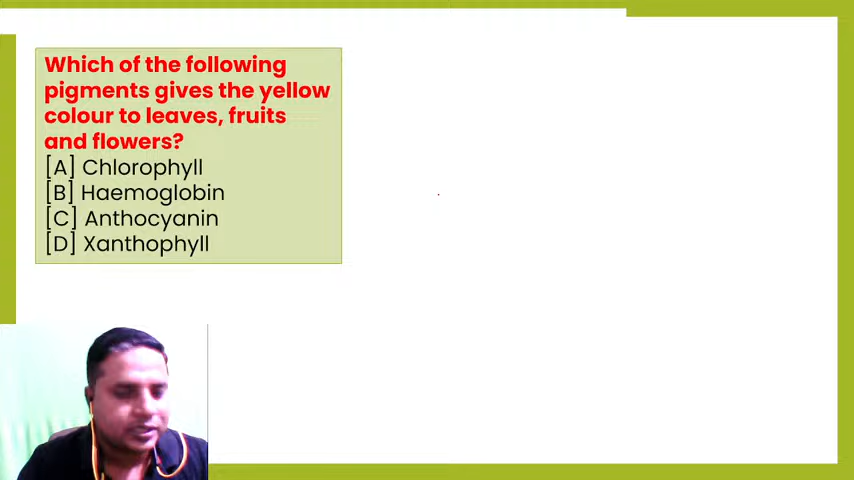 Which of the following
pigments gives the yellow
colour to leaves, fruits
and flowers?
[A] Chlorophyll
[B] Haemoglobin
[C] Anthocyanin
[D] Xanthophyll